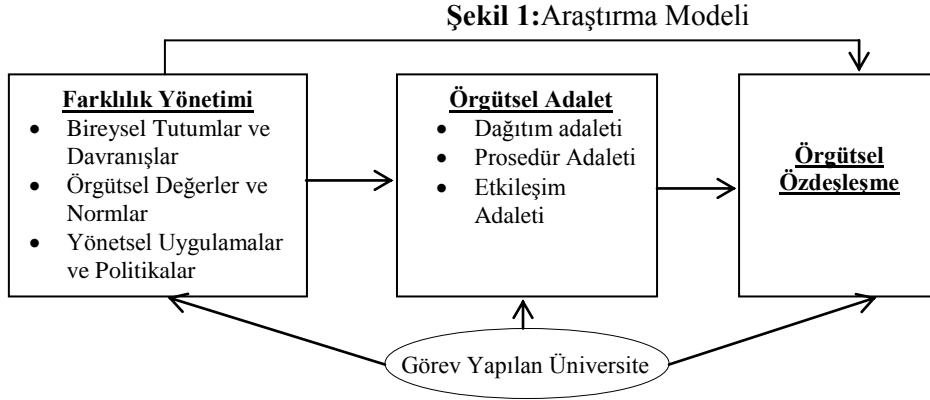 Şekil 1:Araştırma Modeli
Farklılık Yönetimi
• Bireysel Tutumlar ve
Davranışlar
• Örgütsel Değerler ve
Normlar
• Yönetsel Uygulamalar
ve Politikalar
Örgütsel Adalet
• Dağıtım adaleti
• Prosedür Adaleti
• Etkileşim
Adaleti
Örgütsel
Özdeşleşme
Görev Yapılan Üniversite